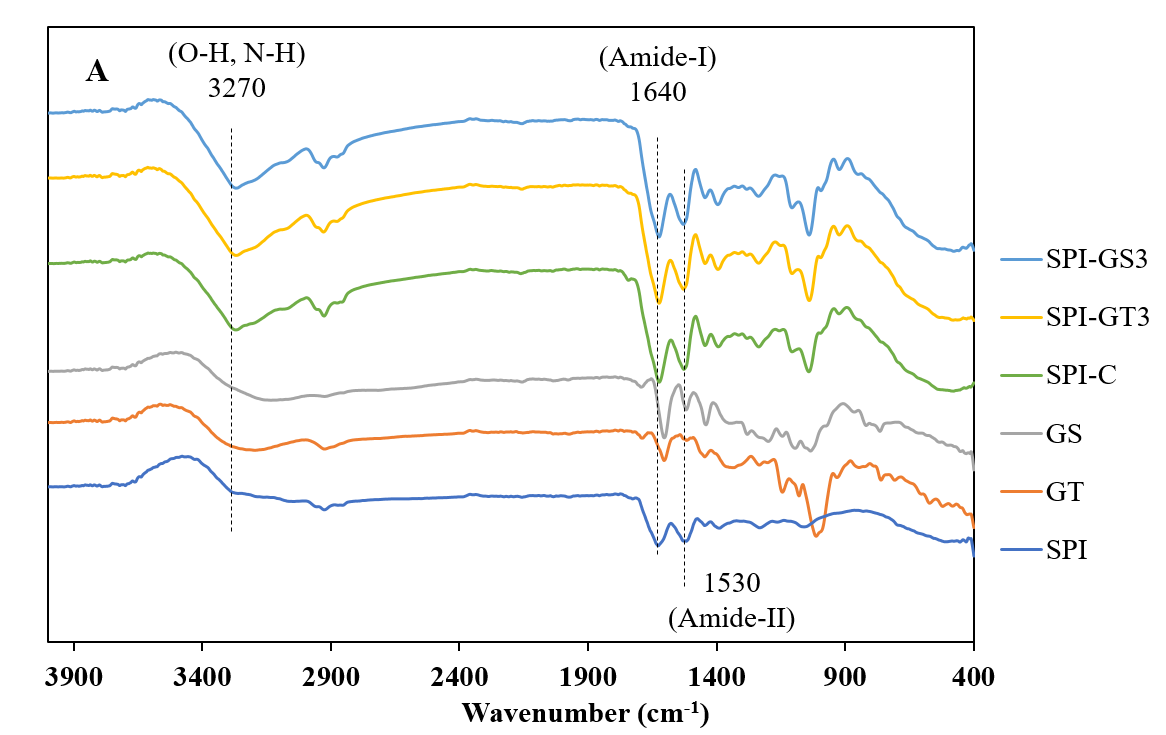 A
(O-H, N-H)
3270
(Amide-I)
1640
SPI-GS3
SPI-GT3
SPI-C
GS
GT
SPI
1530
(Amide-II)
3900 3400 2900 2400 1900 1400 900 400
Wavenumber (cm⁻¹)